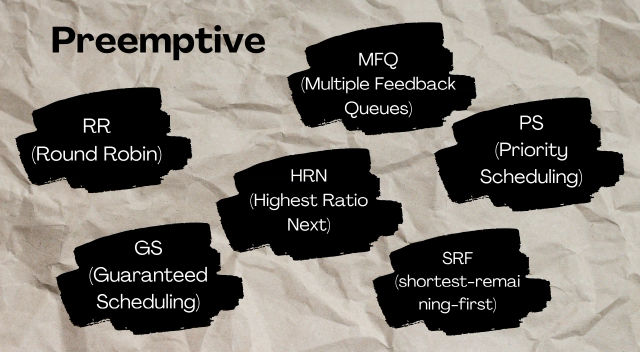 Preemptive
MFQ
(Multiple Feedback
Queues)
RR
(Round Robin)
PS
(Priority
Scheduling)
HRN
(Highest Ratio
Next)
GS
(Guaranteed
Scheduling)
SRF
(shortest-remai
ning-first)